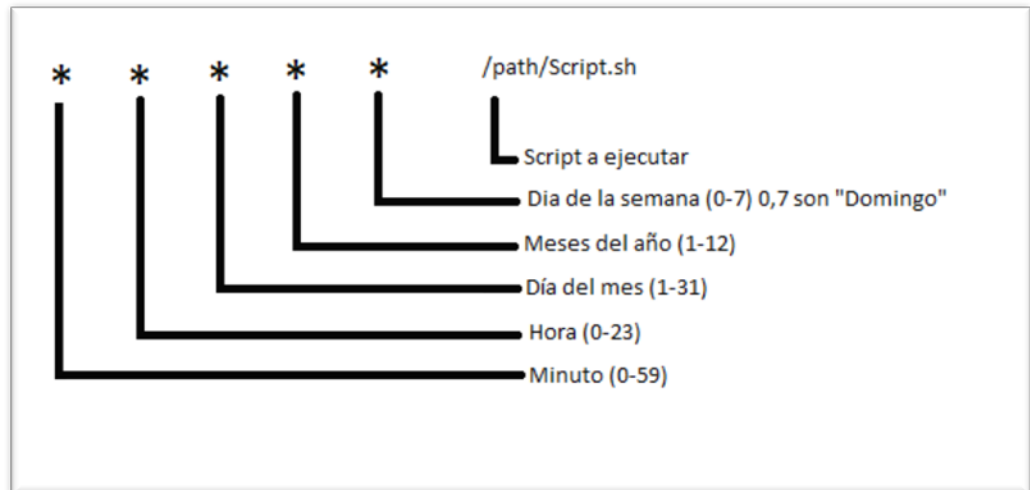 * * * * * /path/Script.sh
Script a ejecutar
Dia de la semana (0-7) 0,7 son "Domingo"
Meses del año (1-12)
Día del mes (1-31)
Hora (0-23)
Minuto (0-59)